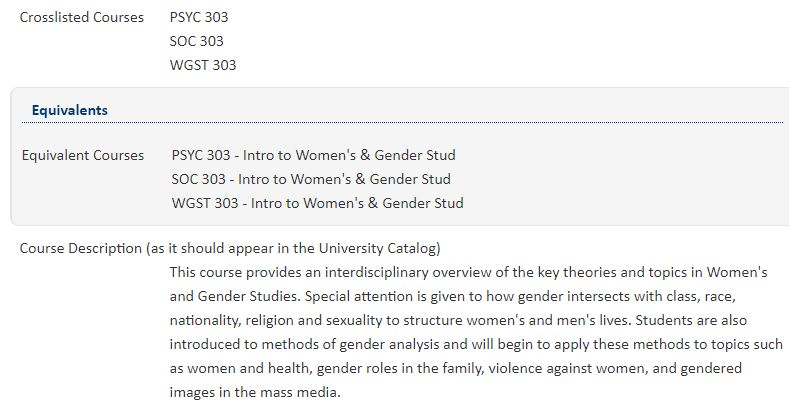 Crosslisted Courses PSYC 303
SOC 303
WGST 303
Equivalents
Equivalent Courses PSYC 303 - Intro to Women's & Gender Stud
SOC 303 - Intro to Women's & Gender Stud
WGST 303 - Intro to Women's & Gender Stud
Course Description (as it should appear in the University Catalog)
This course provides an interdisciplinary overview of the key theories and topics in Women's
and Gender Studies. Special attention is given to how gender intersects with class, race,
nationality, religion and sexuality to structure women's and men's lives. Students are also
introduced to methods of gender analysis and will begin to apply these methods to topics such
as women and health, gender roles in the family, violence against women, and gendered
images in the mass media.